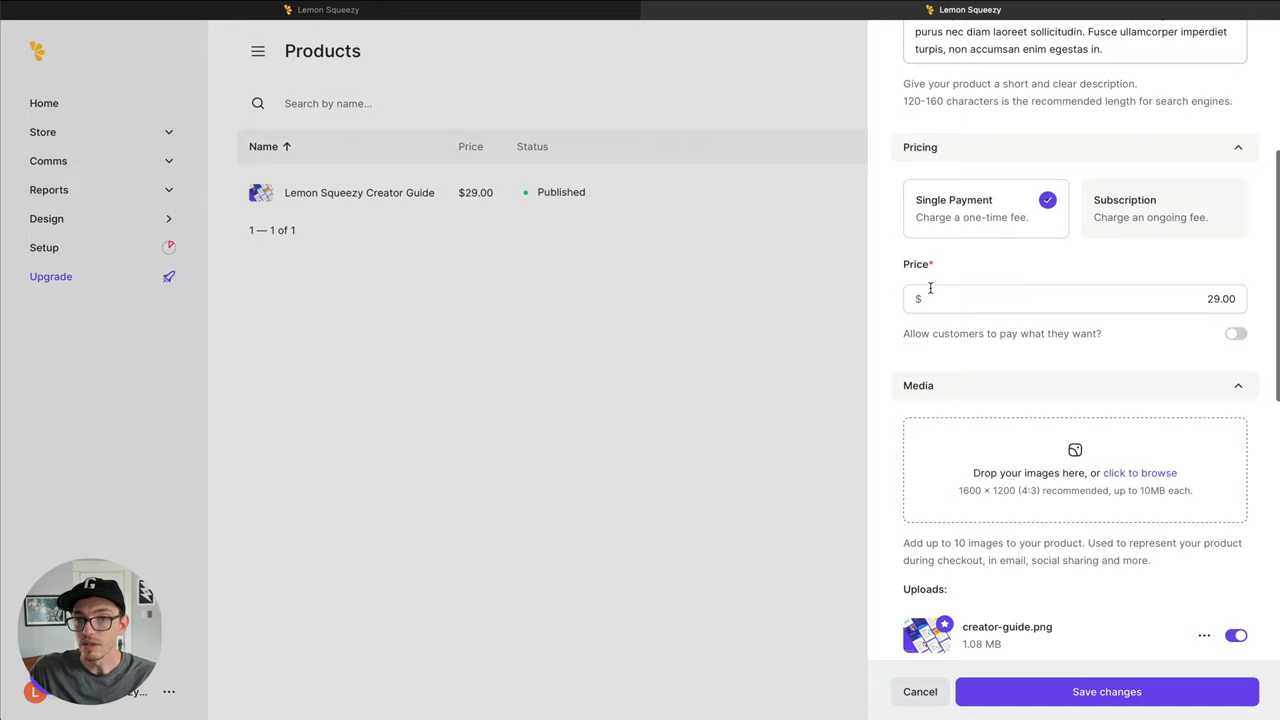 Lemon Squeezy
Lemon Squeezy
Home
Store
Comms
Reports
Design
Setup
Upgrade
Products
Search by name...
Name Price Status
Lemon Squeezy Creator Guide $29.00 Published
1 — 1 of 1
purus nec diam laoreet sollicitudin. Fusce ullamcorper imperdiet
turpis, non accumsan enim egestas in.
Give your product a short and clear description.
120-160 characters is the recommended length for search engines.
Pricing
Single Payment
Charge a one-time fee.
Subscription
Charge an ongoing fee.
Price*
$ 29.00
Allow customers to pay what they want?
Media
Drop your images here, or click to browse
1600 × 1200 (4:3) recommended, up to 10MB each.
Add up to 10 images to your product. Used to represent your product
during checkout, in email, social sharing and more.
Uploads:
creator-guide.png
1.08 MB
Cancel
Save changes